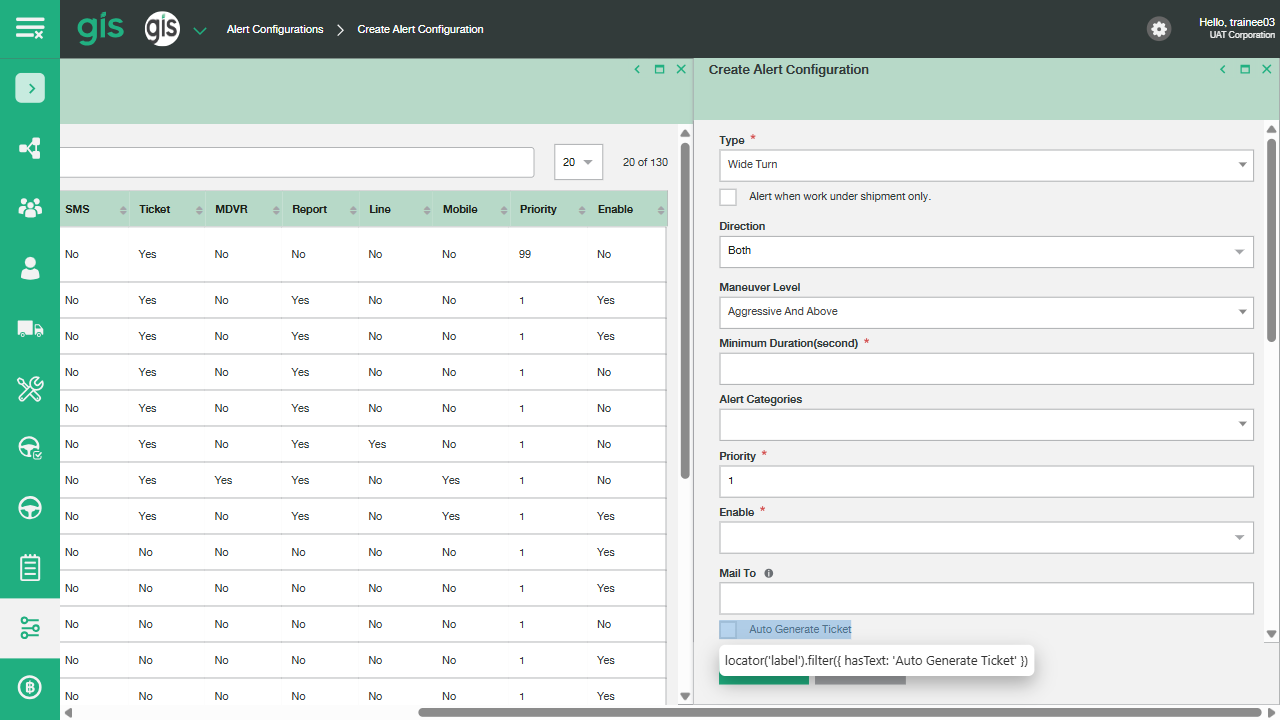 gis
gis
Alert Configurations
Create Alert Configuration
Hello, trainee03
UAT Corporation
Create Alert Configuration
20
20 of 130
SMS Ticket MDVR Report Line Mobile Priority Enable
No Yes No No No No 99 No
No Yes No Yes No No 1 Yes
No Yes No Yes No No 1 Yes
No Yes No Yes No No 1 No
No Yes No Yes No No 1 No
No Yes No Yes Yes No 1 No
No Yes Yes Yes No Yes 1 No
No Yes No Yes No Yes 1 Yes
No No No No No No 1 Yes
No No No No No No 1 Yes
No No No No No No 1 No
No Yes No Yes No No 1 Yes
No Yes No Yes No No 1 Yes
Type *
Wide Turn
Alert when work under shipment only.
Direction
Both
Maneuver Level
Aggressive And Above
Minimum Duration(second) *
Alert Categories
Priority *
1
Enable *
Mail To
Auto Generate Ticket
locator('label').filter({ hasText: 'Auto Generate Ticket' })